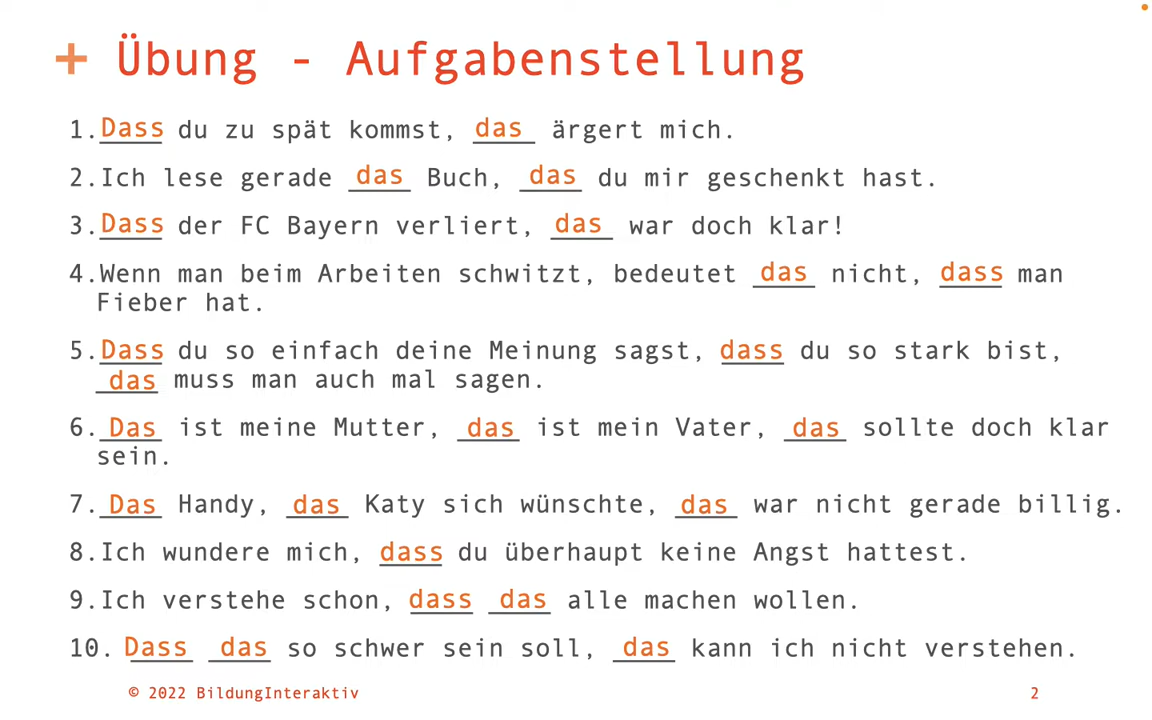 + Übung - Aufgabenstellung
1. Dass du zu spät kommst, das ärgert mich.
2. Ich lese gerade das Buch, das du mir geschenkt hast.
3. Dass der FC Bayern verliert, das war doch klar!
4. Wenn man beim Arbeiten schwitzt, bedeutet das nicht, dass man
Fieber hat.
5. Dass du so einfach deine Meinung sagst, dass du so stark bist,
das muss man auch mal sagen.
6. Das ist meine Mutter, das ist mein Vater, das sollte doch klar
sein.
7. Das Handy, das Katy sich wünschte, das war nicht gerade billig.
8. Ich wundere mich, dass du überhaupt keine Angst hattest.
9. Ich verstehe schon, dass das alle machen wollen.
10. Dass das so schwer sein soll, das kann ich nicht verstehen.
© 2022 BildungInteraktiv 2